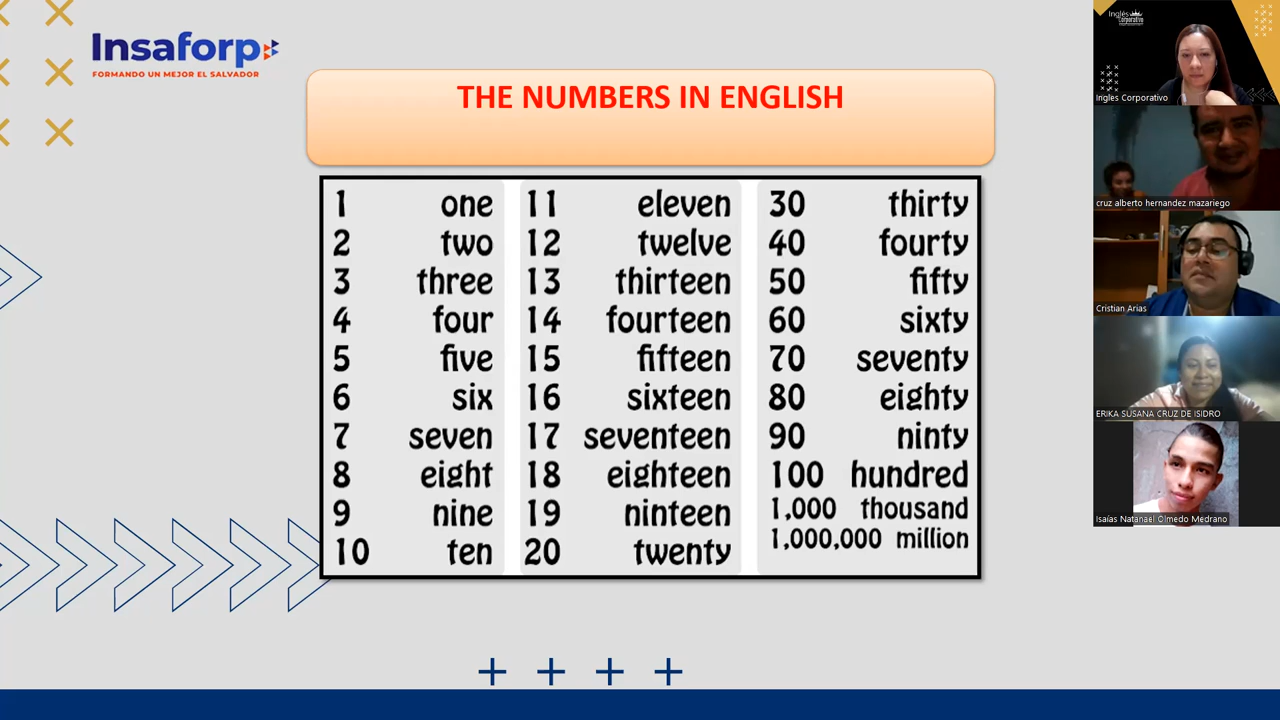 Insaforp
FORMANDO UN MEJOR EL SALVADOR
THE NUMBERS IN ENGLISH
1 one
2 two
3 three
4 four
5 five
6 six
7 seven
8 eight
9 nine
10 ten
11 eleven
12 twelve
13 thirteen
14 fourteen
15 fifteen
16 sixteen
17 seventeen
18 eighteen
19 ninteen
20 twenty
30 thirty
40 fourty
50 fifty
60 sixty
70 seventy
80 eighty
90 ninty
100 hundred
1,000 thousand
1,000,000 million
Inglés
Corporativo
Ingles Corporativo
cruz alberto hernandez mazariego
Cristian Arias
ERIKA SUSANA CRUZ DE ISIDRO
Isaías Natanael Olmedo Medrano